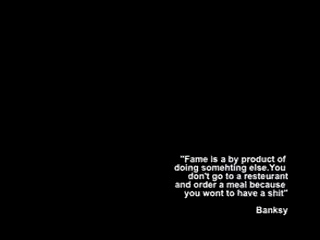 "Fame is a by product of
doing somehting else.You
don't go to a resteurant
and order a meal because
you wont to have a shit"
Banksy